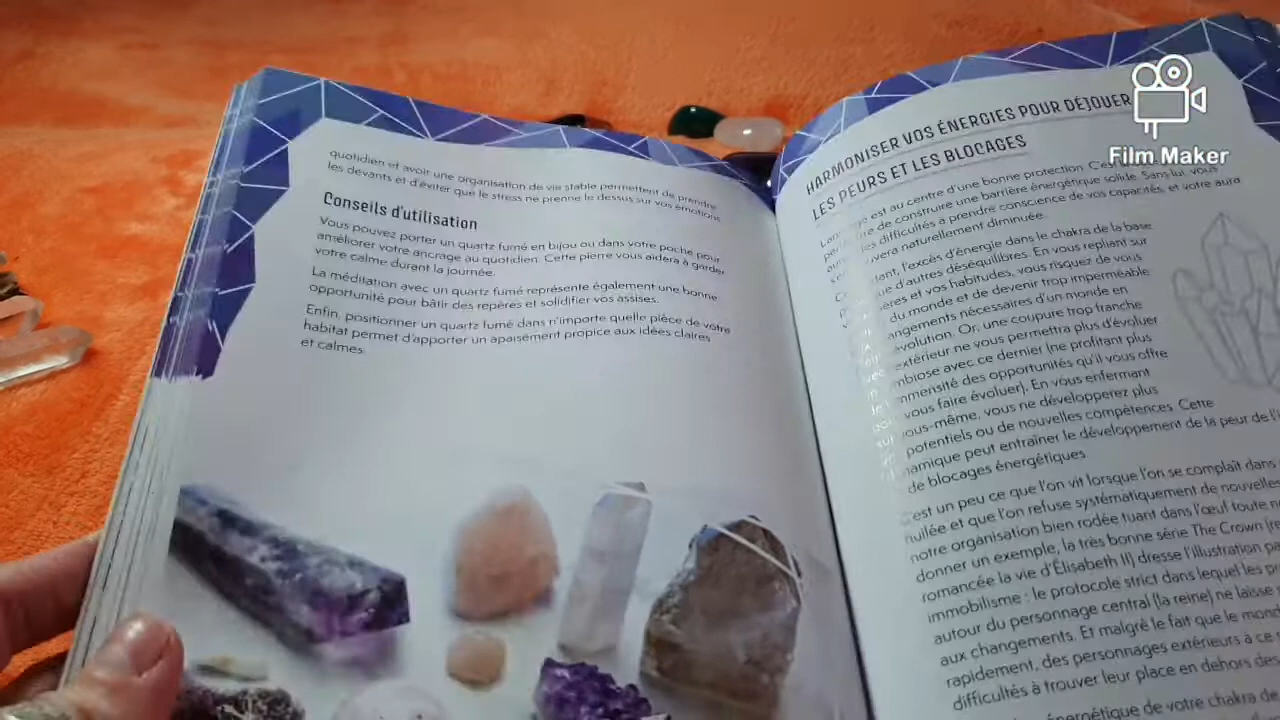 quotidien et avoir une organisation de vie stable permettent de prendre
les devants et d'éviter que le stress ne prenne le dessus sur vos émotions
Conseils d'utilisation
Vous pouvez porter un quartz fumé en bijou ou dans votre poche pour
améliorer votre ancrage au quotidien. Cette pierre vous aidera à garder
votre calme durant la journée.
La méditation avec un quartz fumé représente également une bonne
opportunité pour bâtir des repères et solidifier vos assises.
Enfin, positionner un quartz fumé dans n'importe quelle pièce de votre
habitat permet d'apporter un apaisement propice aux idées claires
et calmes.
HARMONISER VOS ÉNERGIES POUR DÉJOUER
LES PEURS ET LES BLOCAGES
est au centre d'une bonne protection.
de construire une barrière énergétique solide. Sans lui, vous
difficultés à prendre conscience de vos capacités, et votre aura
naturellement diminuée.
l'excès d'énergie dans le chakra de la base
d'autres déséquilibres. En vous repliant sur
et vos habitudes, vous risquez de vous
du monde et de devenir trop imperméable
nécessaires d'un monde en
évolution. Or, une coupure trop franche
extérieur ne vous permettra plus d'évoluer
avec ce dernier (ne profitant plus
des opportunités qu'il vous offre
vous faire évoluer). En vous enfermant
vous-même, vous ne développerez plus
potentiels ou de nouvelles compétences. Cette
peut entraîner le développement de la peur de
de blocages énergétiques.
C'est un peu ce que l'on vit lorsque l'on se complaît dans
et que l'on refuse systématiquement de nouvelles
notre organisation bien rodée tuant dans l'œuf toute
donner un exemple, la très bonne série The Crown
romancée la vie d'Élisabeth II) dresse l'illustration
immobilisme : le protocole strict dans lequel les
autour du personnage central (la reine) ne laisse
aux changements. Et malgré le fait que le
rapidement, des personnages extérieurs à ce
difficultés à trouver leur place en dehors
énergétique de votre chakra de
Film Maker